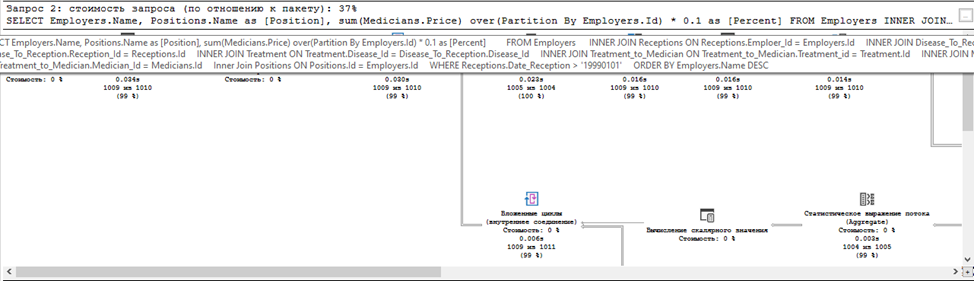 Запрос 2: стоимость запроса (по отношению к пакету): 37%
SELECT Employers.Name, Positions.Name as [Position], sum(Medicians.Price) over(Partition By Employers.Id) * 0.1 as [Percent] FROM Employers INNER JOIN…
CT Employers.Name, Positions.Name as [Position], sum(Medicians.Price) over(Partition By Employers.Id) * 0.1 as [Percent] FROM Employers INNER JOIN Receptions ON Receptions.Emploer_Id = Employers.Id INNER JOIN Disease_To_R
se_To_Reception.Reception_Id = Receptions.Id INNER JOIN Treatment ON Treatment.Disease_Id = Disease_To_Reception.Disease_Id INNER JOIN Treatment_to_Medician ON Treatment_to_Medician.Treatment_Id = Treatment.Id INNER JOIN M
Treatment_to_Medician.Medician_Id = Medicians.Id Inner Join Positions ON Positions.Id = Employers.Id WHERE Receptions.Date_Reception > '19990101' ORDER BY Employers.Name DESC
Стоимость: 0 %
0.024s
1009 из 1010
(99 %)
Стоимость: 0 %
0.020s
1009 из 1010
(99 %)
0.022s
1005 из 1004
(100 %)
0.016s
1009 из 1010
(99 %)
0.016s
1009 из 1010
(99 %)
0.014s
1009 из 1010
(99 %)
Вложенные циклы
(внутреннее соединение)
Стоимость: 0 %
0.006s
1009 из 1011
(99 %)
Вычисление скалярного значения
Стоимость: 0 %
Статистическое выражение потока
(Aggregate)
Стоимость: 0 %
0.003s
1004 из 1005
(99 %)